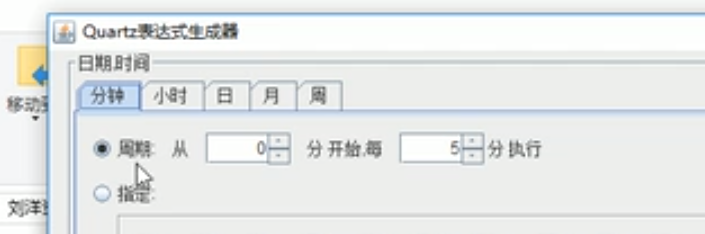 Quartz表达式生成器
日期时间
分钟 小时 日 月 周
移动
周期: 从 0 分 开始,每 5 分 执行
指定:
刘洋